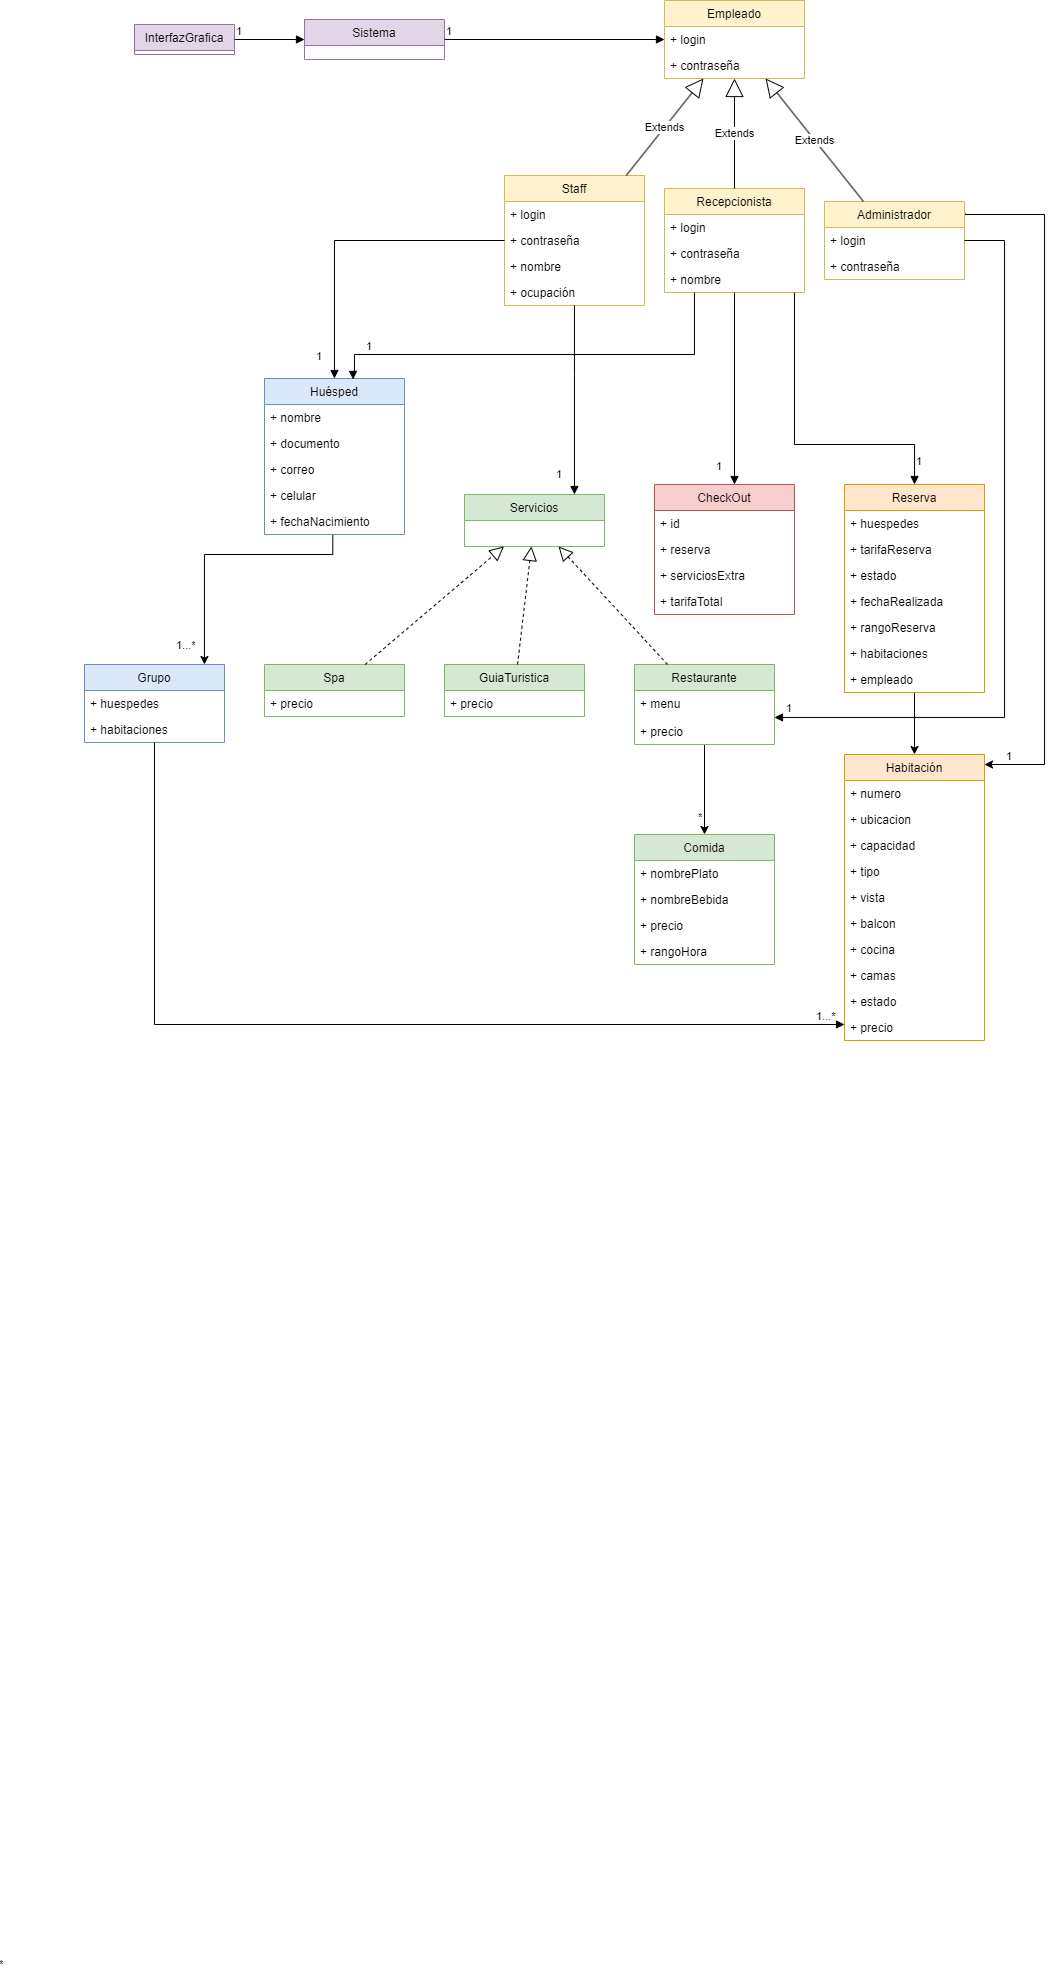 Empleado
+ login
+ contraseña
InterfazGrafica
1
Sistema
1
Extends
Extends
Extends
Staff
+ login
+ contraseña
+ nombre
+ ocupación
Recepcionista
+ login
+ contraseña
+ nombre
Administrador
+ login
+ contraseña
1
1
Huésped
+ nombre
+ documento
+ correo
+ celular
+ fechaNacimiento
1
Servicios
1
CheckOut
+ id
+ reserva
+ serviciosExtra
+ tarifaTotal
1
Reserva
+ huespedes
+ tarifaReserva
+ estado
+ fechaRealizada
+ rangoReserva
+ habitaciones
+ empleado
1...*
Grupo
+ huespedes
+ habitaciones
Spa
+ precio
GuiaTuristica
+ precio
Restaurante
+ menu
+ precio
1
1
*
Comida
+ nombrePlato
+ nombreBebida
+ precio
+ rangoHora
Habitación
+ numero
+ ubicacion
+ capacidad
+ tipo
+ vista
+ balcon
+ cocina
+ camas
+ estado
+ precio
1...*
*